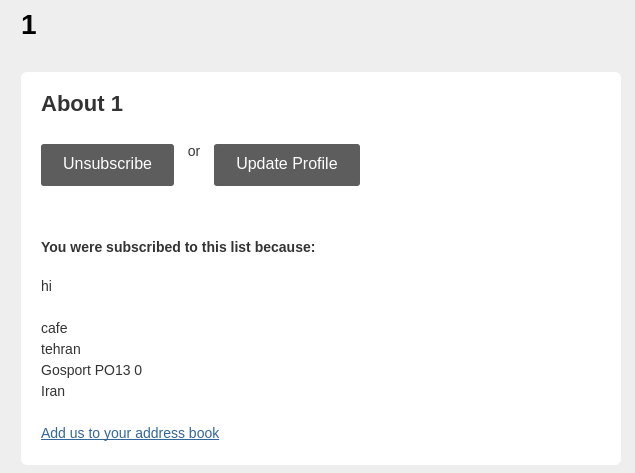 1
About 1
Unsubscribe or Update Profile
You were subscribed to this list because:
hi
cafe
tehran
Gosport PO13 0
Iran
Add us to your address book